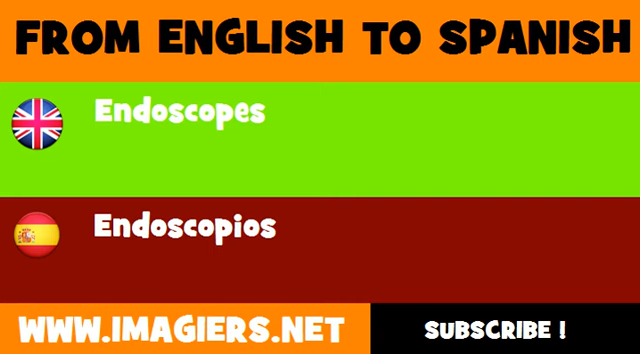 FROM ENGLISH TO SPANISH
Endoscopes
Endoscopios
WWW.IMAGIERS.NET
SUBSCRIBE !